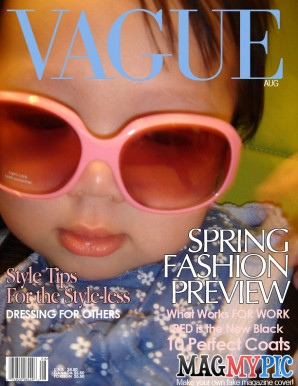 VAGUE
AUG
SPRING
FASHION
PREVIEW
Style Tips
For the Style-less
DRESSING FOR OTHERS
What Works FOR WORK
RED is the New Black
10 Perfect Coats
MAGMYPIC
Make your own fake magazine cover!